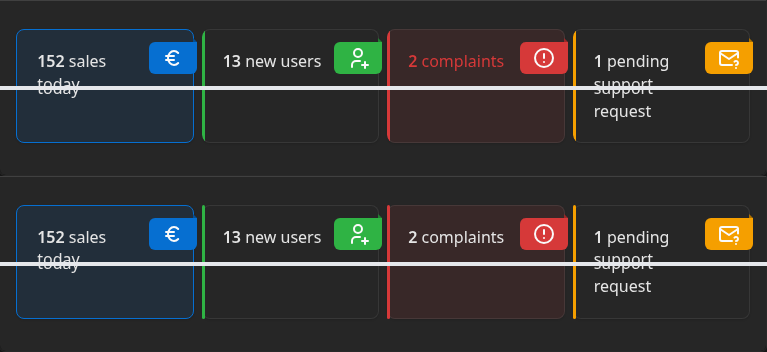 152 sales
today
€
13 new users
2 complaints
1 pending
support
request
152 sales
today
€
13 new users
2 complaints
1 pending
support
request